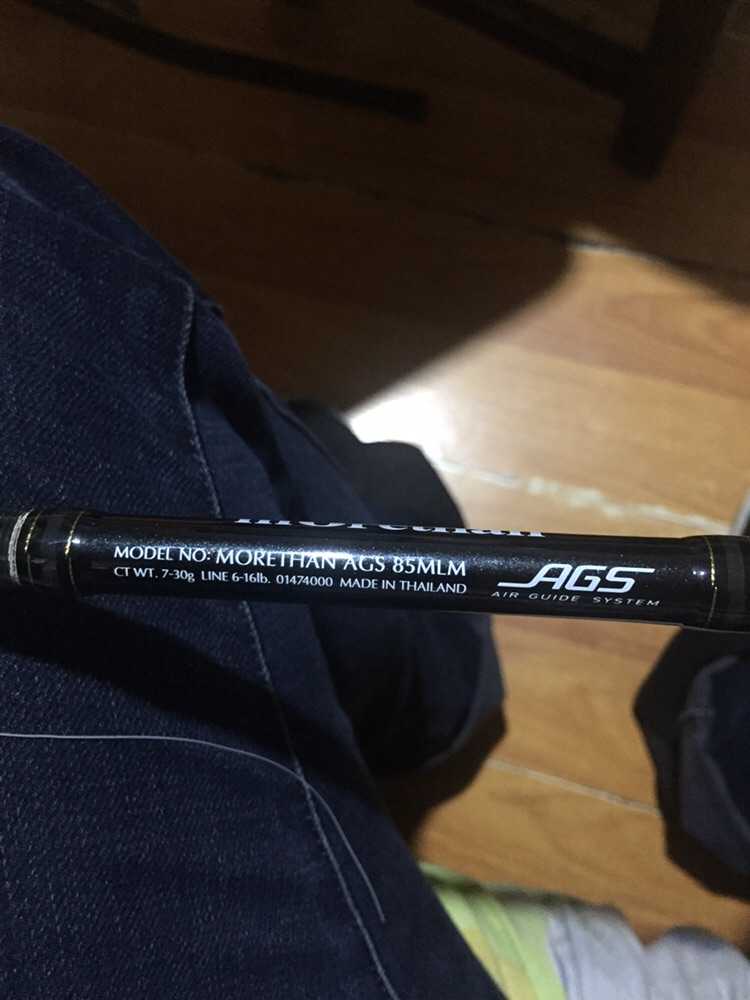 morethan
MODEL NO: MORETHAN AGS 85MLM
CT WT. 7-30g LINE 6-16lb. 01474000 MADE IN THAILAND
AGS
AIR GUIDE SYSTEM